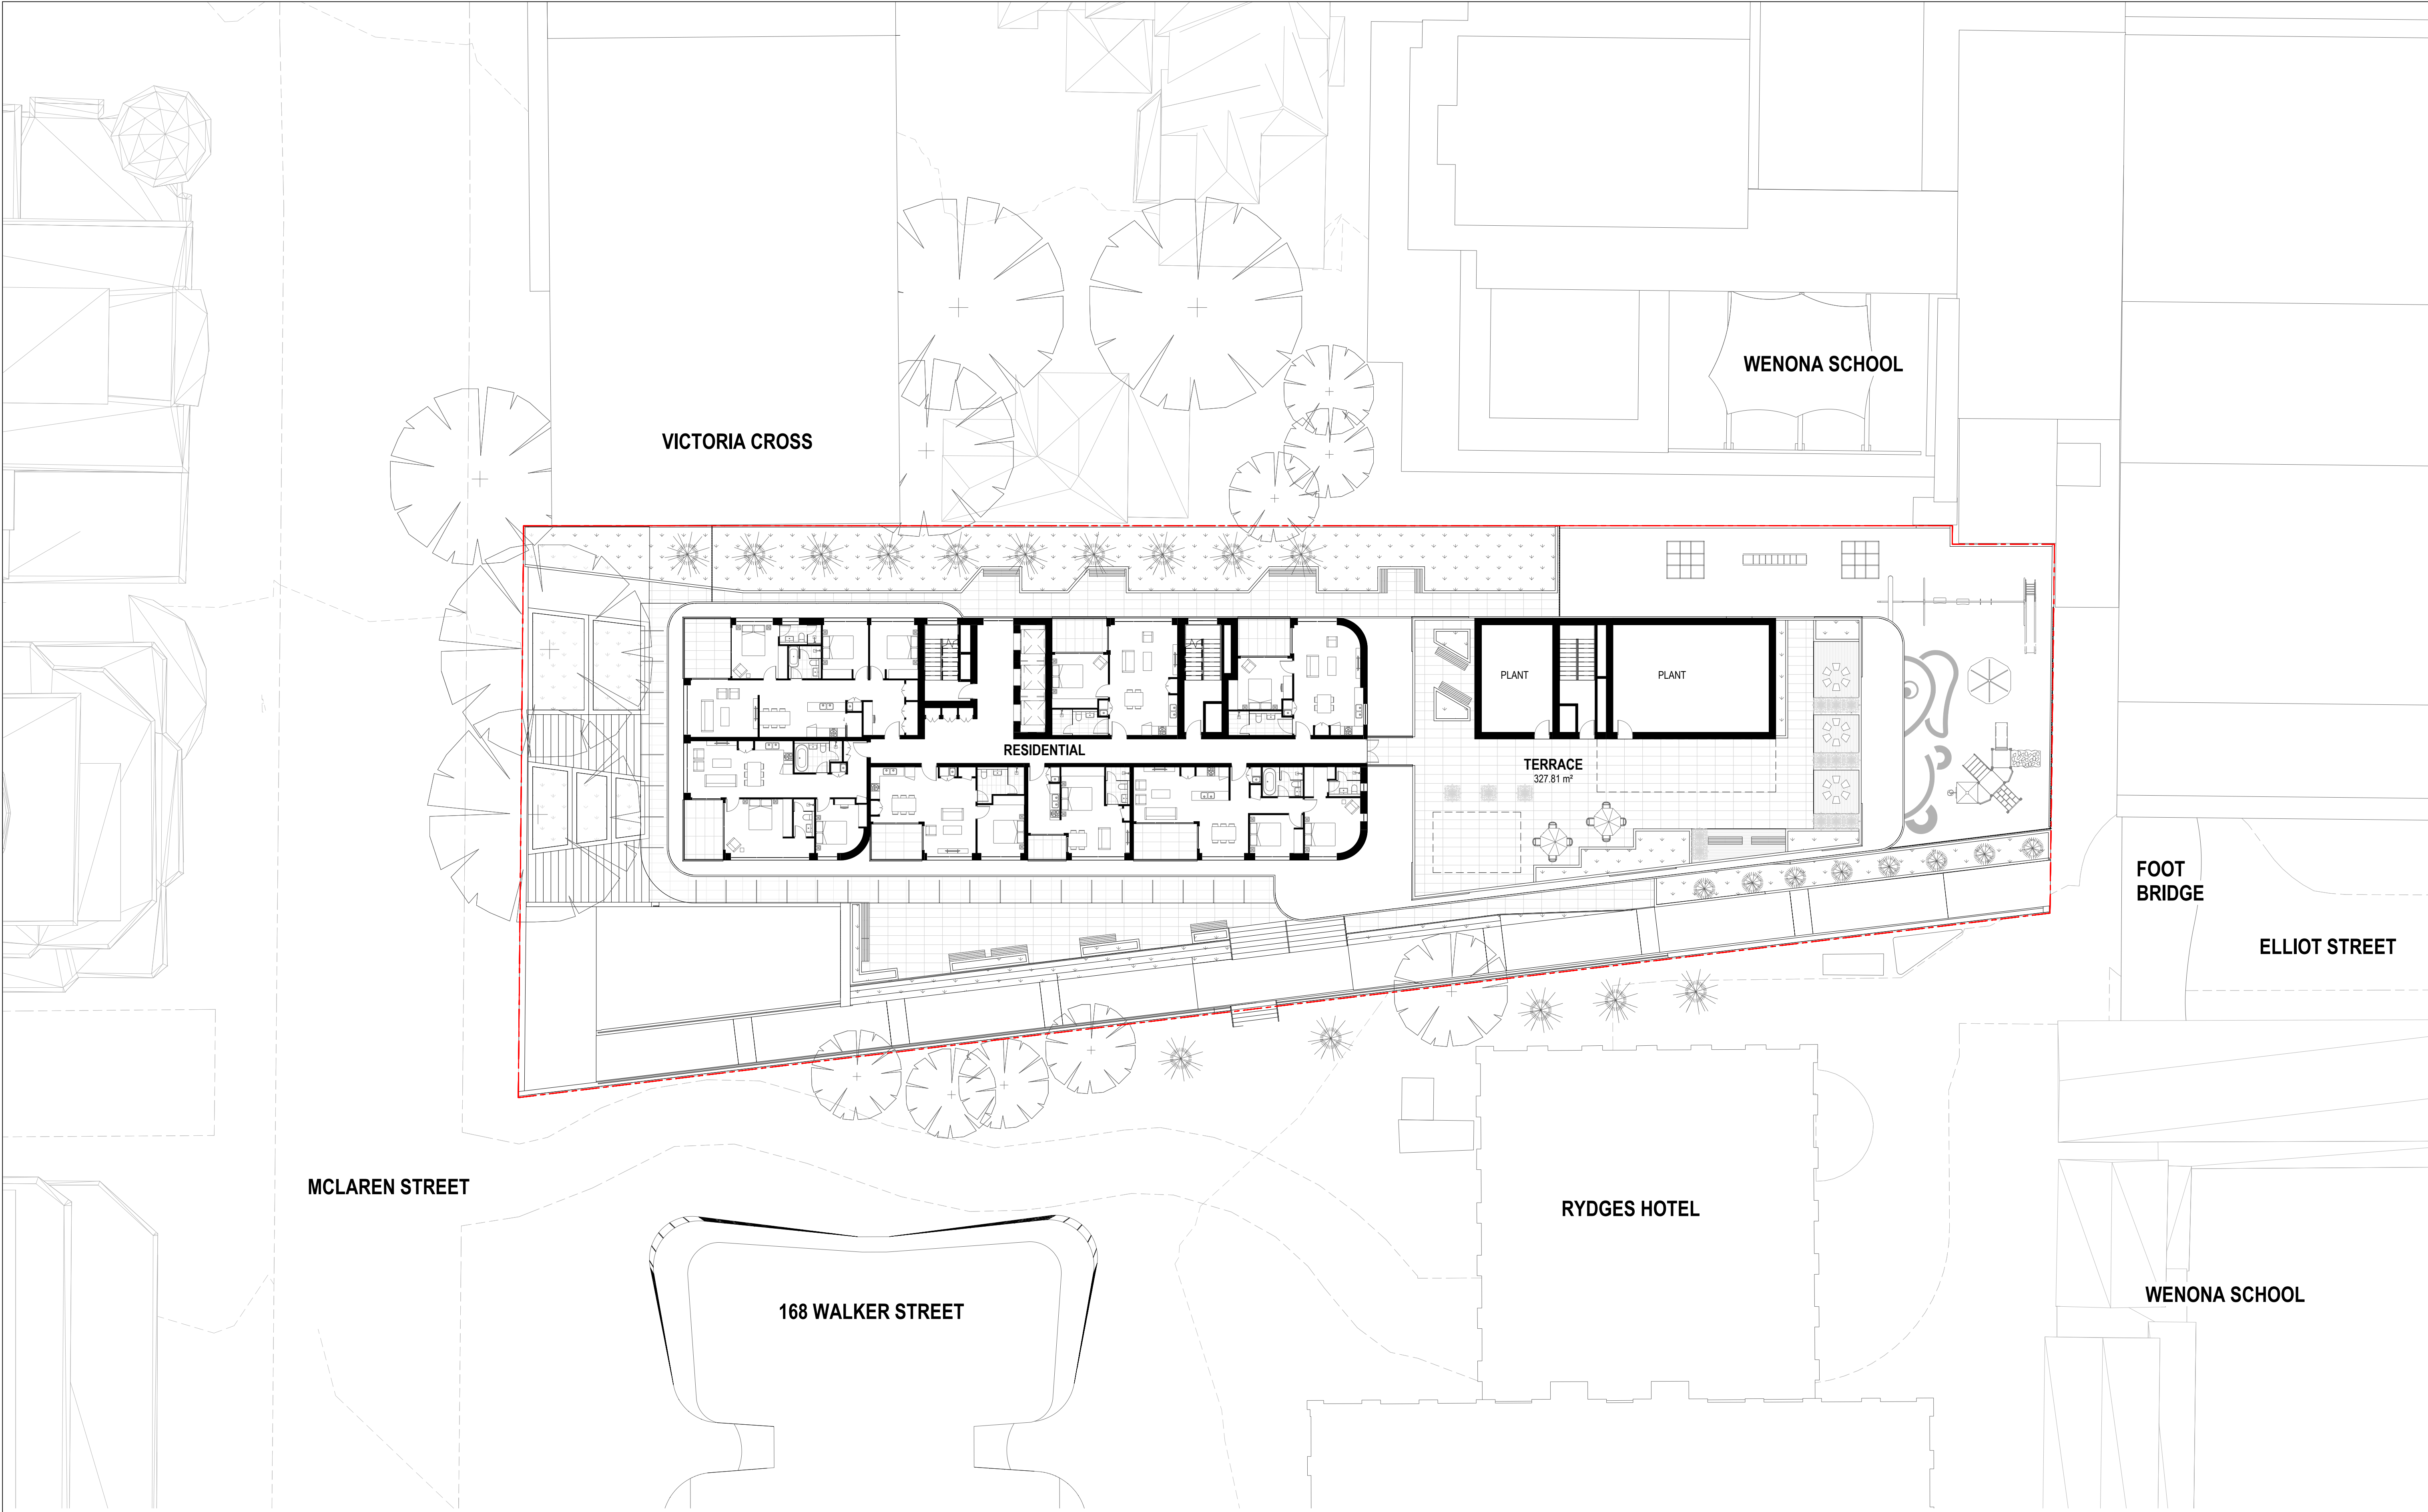 WENONA SCHOOL
VICTORIA CROSS
PLANT
PLANT
RESIDENTIAL
TERRACE
327.81 m²
FOOT
BRIDGE
ELLIOT STREET
MCLAREN STREET
RYDGES HOTEL
WENONA SCHOOL
168 WALKER STREET